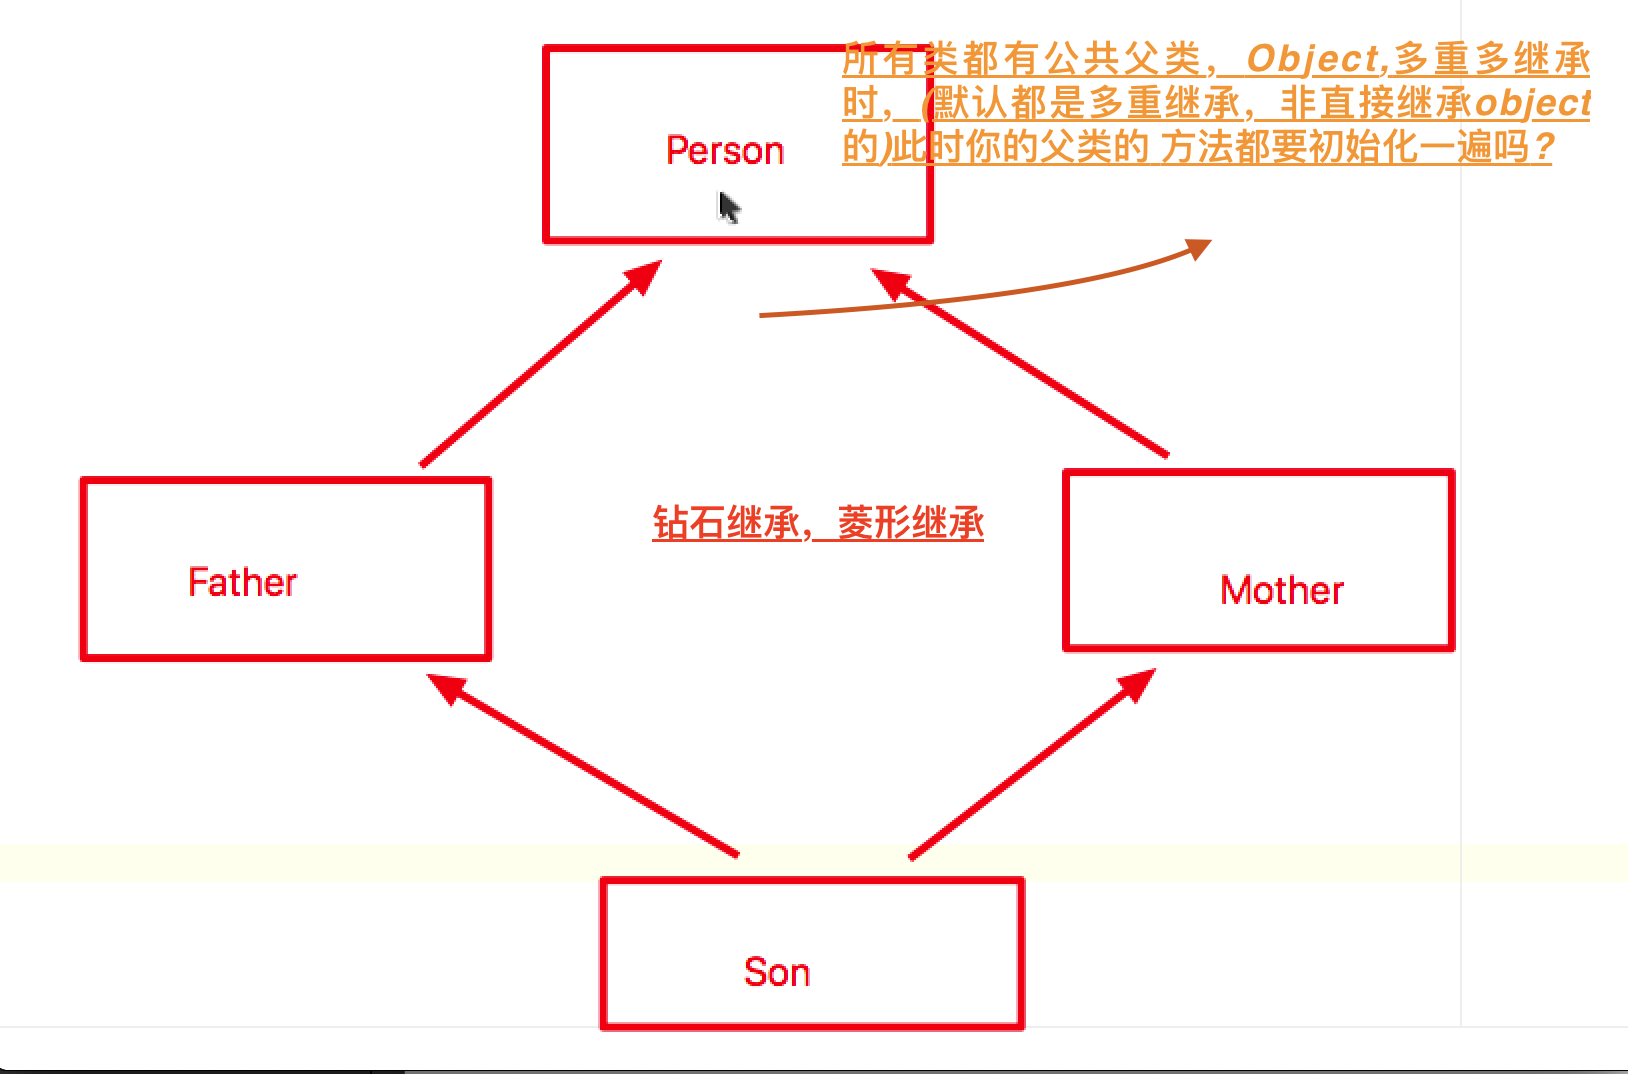 所有类都有公共父类，Object,多重多继承
时，(默认都是多重继承，非直接继承object
的)此时你的父类的 方法都要初始化一遍吗?
Person
钻石继承，菱形继承
Father
Mother
Son